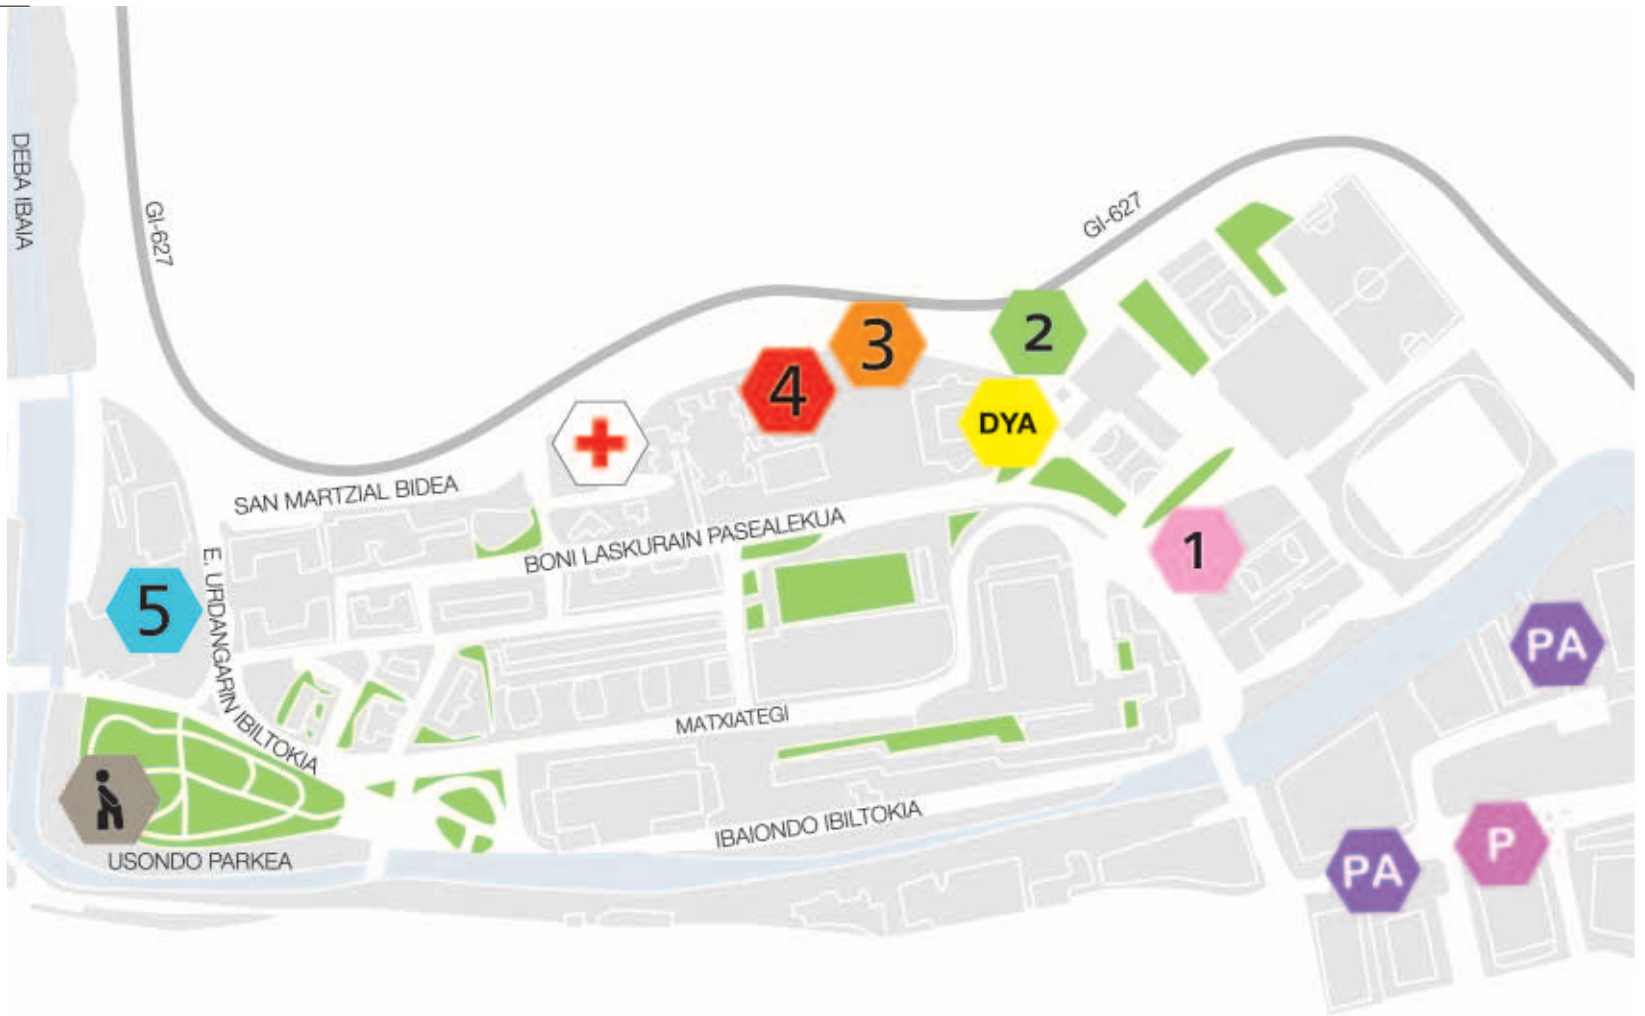 DEBA IBAIA
GI-627
GI-627
2
3
4
DYA
SAN MARTZIAL BIDEA
BONI LASKURAIN PASEALEKUA
1
5
E. URDANGARIN IBILTOKIA
PA
MATXIATEGI
IBAIONDO IBILTOKIA
P
USONDO PARKEA
PA